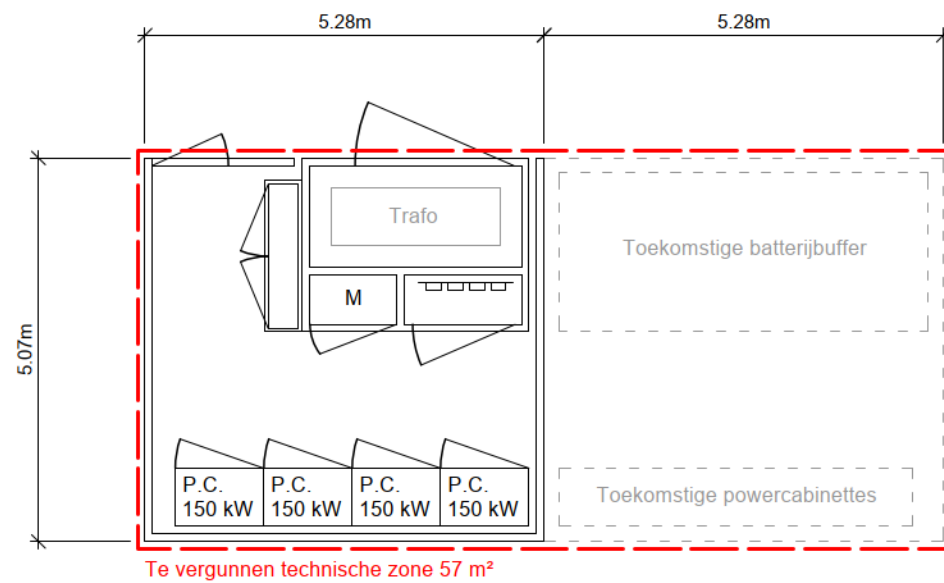 5.28m
5.28m
5.07m
Trafo
Toekomstige batterijbuffer
M
P.C.
150 kW
P.C.
150 kW
P.C.
150 kW
P.C.
150 kW
Toekomstige powercabinettes
Te vergunnen technische zone 57 m²